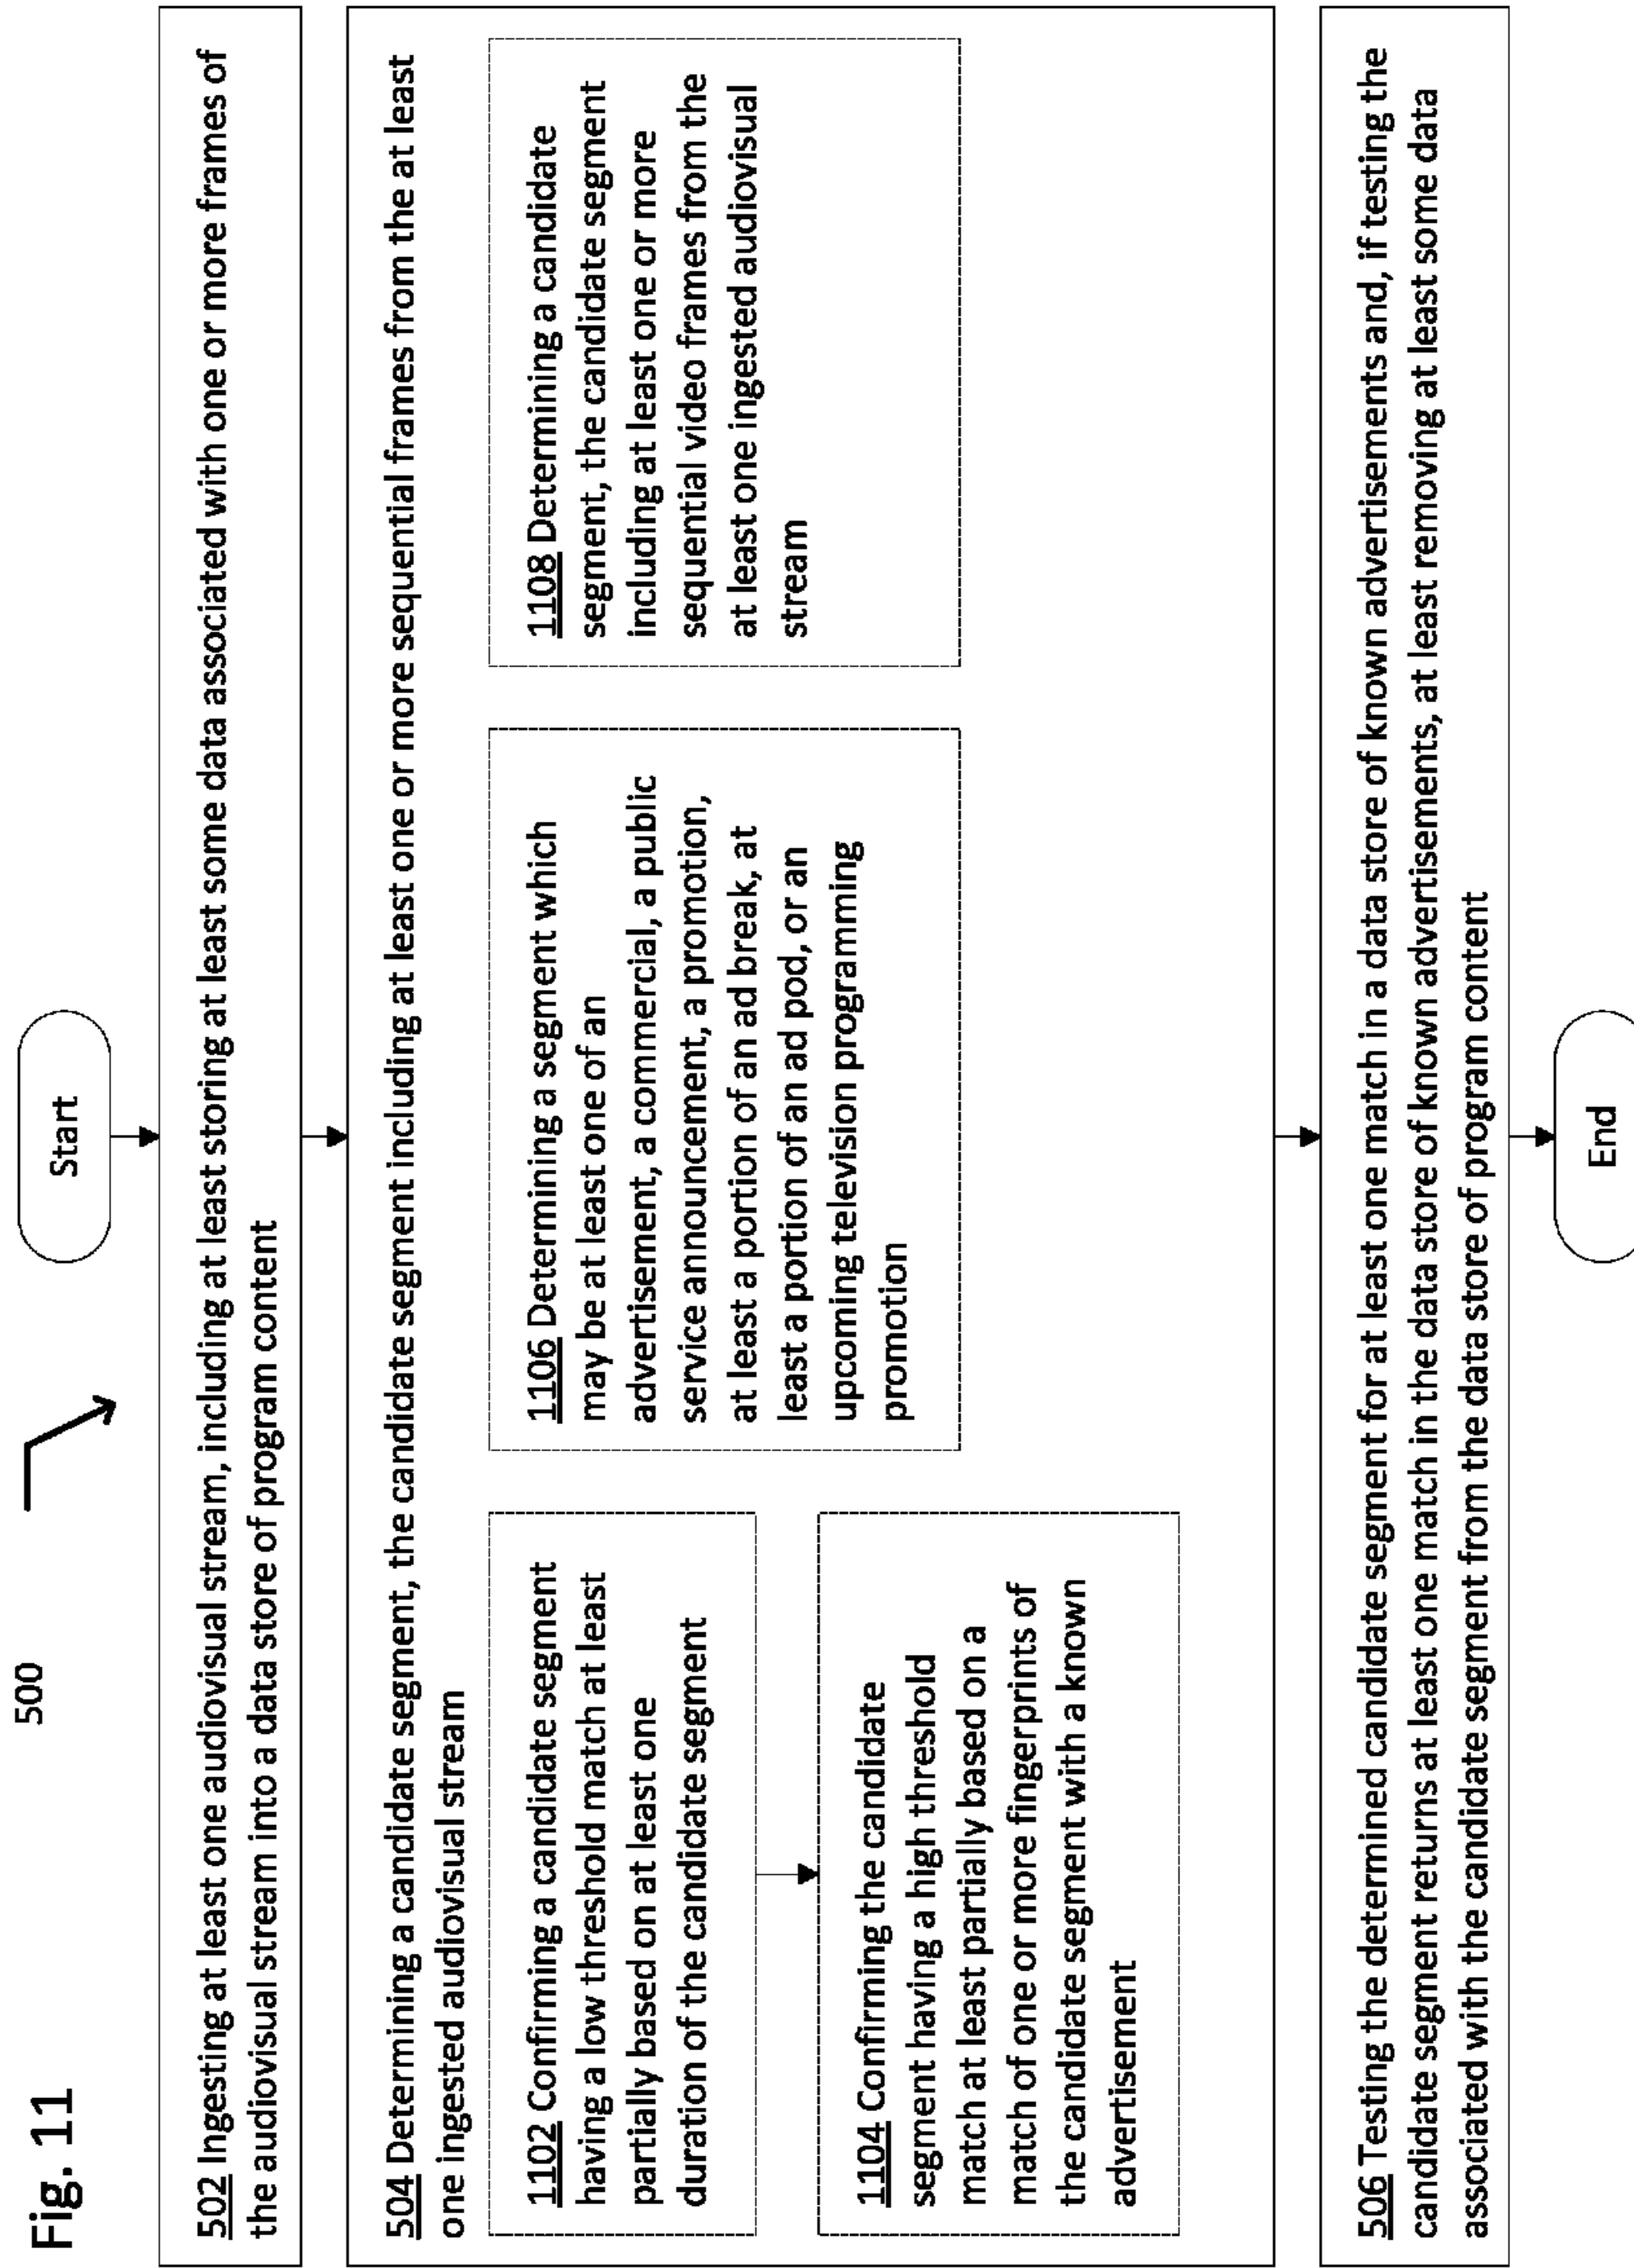 Fig. 11
500
Start
502 Ingesting at least one audiovisual stream, including at least storing at least some data associated with one or more frames of
the audiovisual stream into a data store of program content
504 Determining a candidate segment, the candidate segment including at least one or more sequential frames from the at least
one ingested audiovisual stream
1102 Confirming a candidate segment
having a low threshold match at least
partially based on at least one
duration of the candidate segment
1104 Confirming the candidate
segment having a high threshold
match at least partially based on a
match of one or more fingerprints of
the candidate segment with a known
advertisement
1106 Determining a segment which
may be at least one of an
advertisement, a commercial, a public
service announcement, a promotion,
at least a portion of an ad break, at
least a portion of an ad pod, or an
upcoming television programming
promotion
1108 Determining a candidate
segment, the candidate segment
including at least one or more
sequential video frames from the
at least one ingested audiovisual
stream
506 Testing the determined candidate segment for at least one match in a data store of known advertisements and, if testing the
candidate segment returns at least one match in the data store of known advertisements, at least removing at least some data
associated with the candidate segment from the data store of program content
End